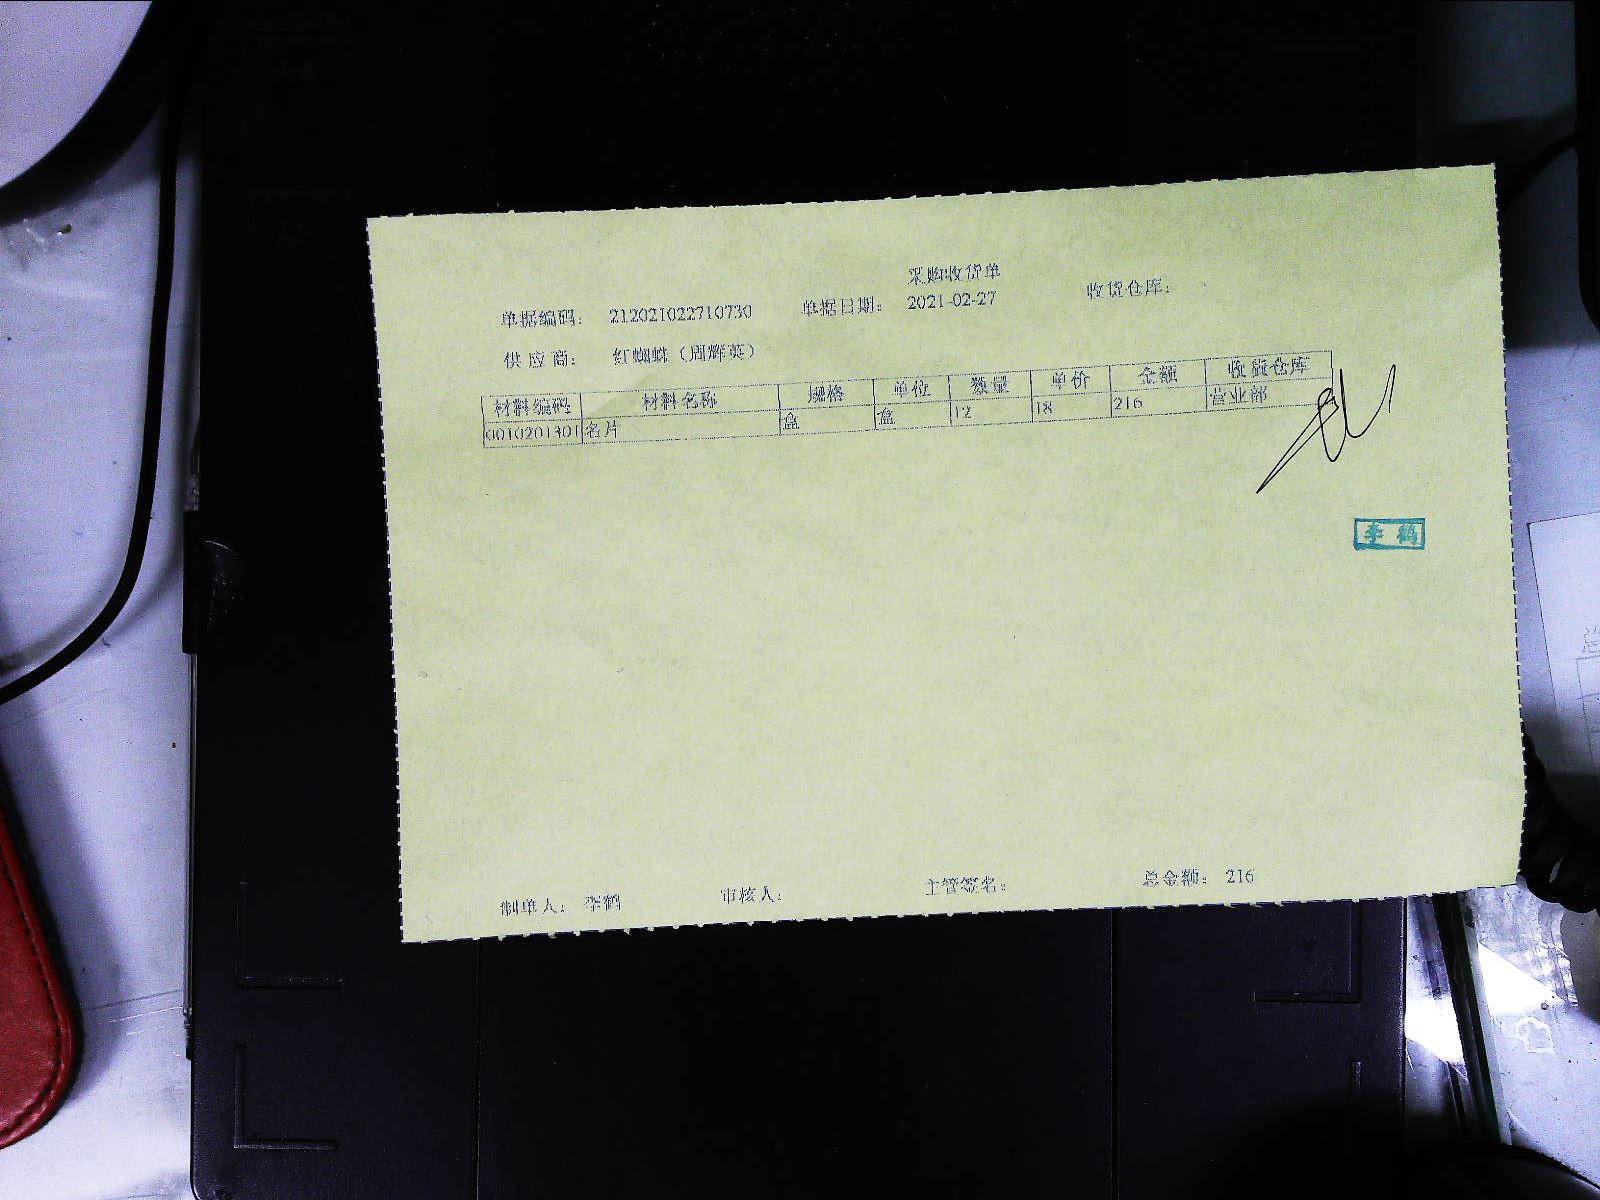 采购收货单
单据编码： 212021022710730 单据日期： 2021-02-27 收货仓库：
供应商： 红蜘蛛（周辉英）
材料编码 材料名称 规格 单位 数量 单价 金额 收货仓库
0010201301 名片 盒 盒 12 18 216 营业部
李鹤
制单人： 李鹤 审核人： 主管签名： 总金额： 216